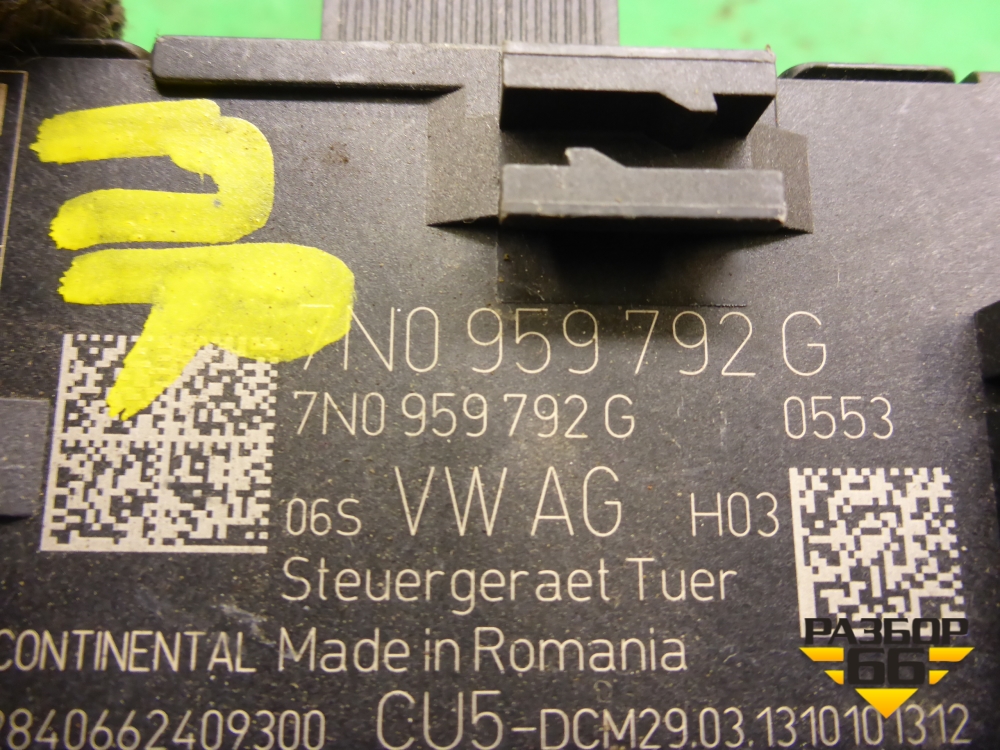 7N0 959 792 G
7N0 959 792 G 0553
06S VW AG H03
Steuergeraet Tuer
CONTINENTAL Made in Romania
2840662409300 CU5-DCM29.03.1310101312
РАЗБОР
66